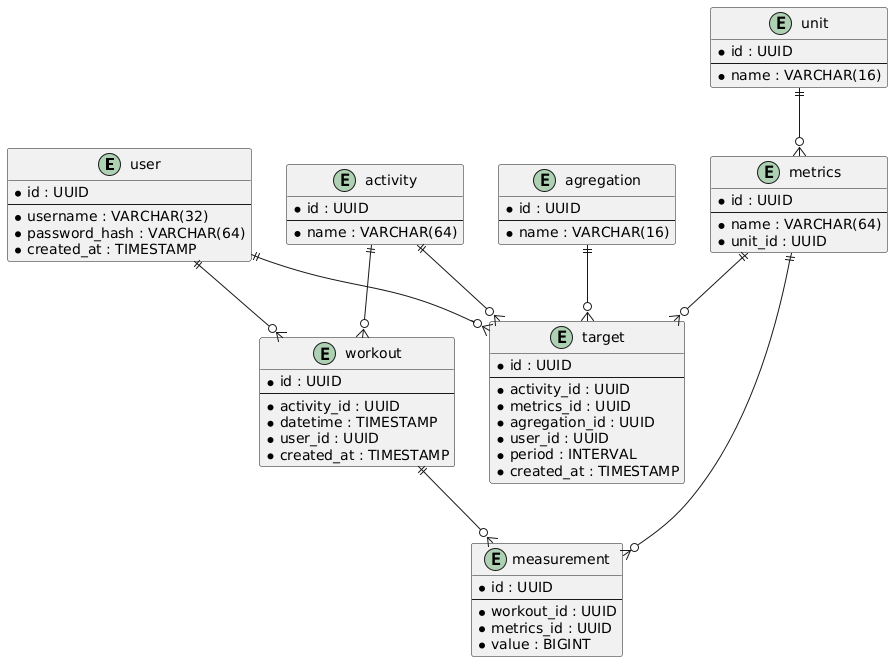 E unit
id : UUID
name : VARCHAR(16)
E user
id : UUID
username : VARCHAR(32)
password_hash : VARCHAR(64)
created_at : TIMESTAMP
E activity
id : UUID
name : VARCHAR(64)
E agregation
id : UUID
name : VARCHAR(16)
E metrics
id : UUID
name : VARCHAR(64)
unit_id : UUID
E workout
id : UUID
activity_id : UUID
datetime : TIMESTAMP
user_id : UUID
created_at : TIMESTAMP
E target
id : UUID
activity_id : UUID
metrics_id : UUID
agregation_id : UUID
user_id : UUID
period : INTERVAL
created_at : TIMESTAMP
E measurement
id : UUID
workout_id : UUID
metrics_id : UUID
value : BIGINT